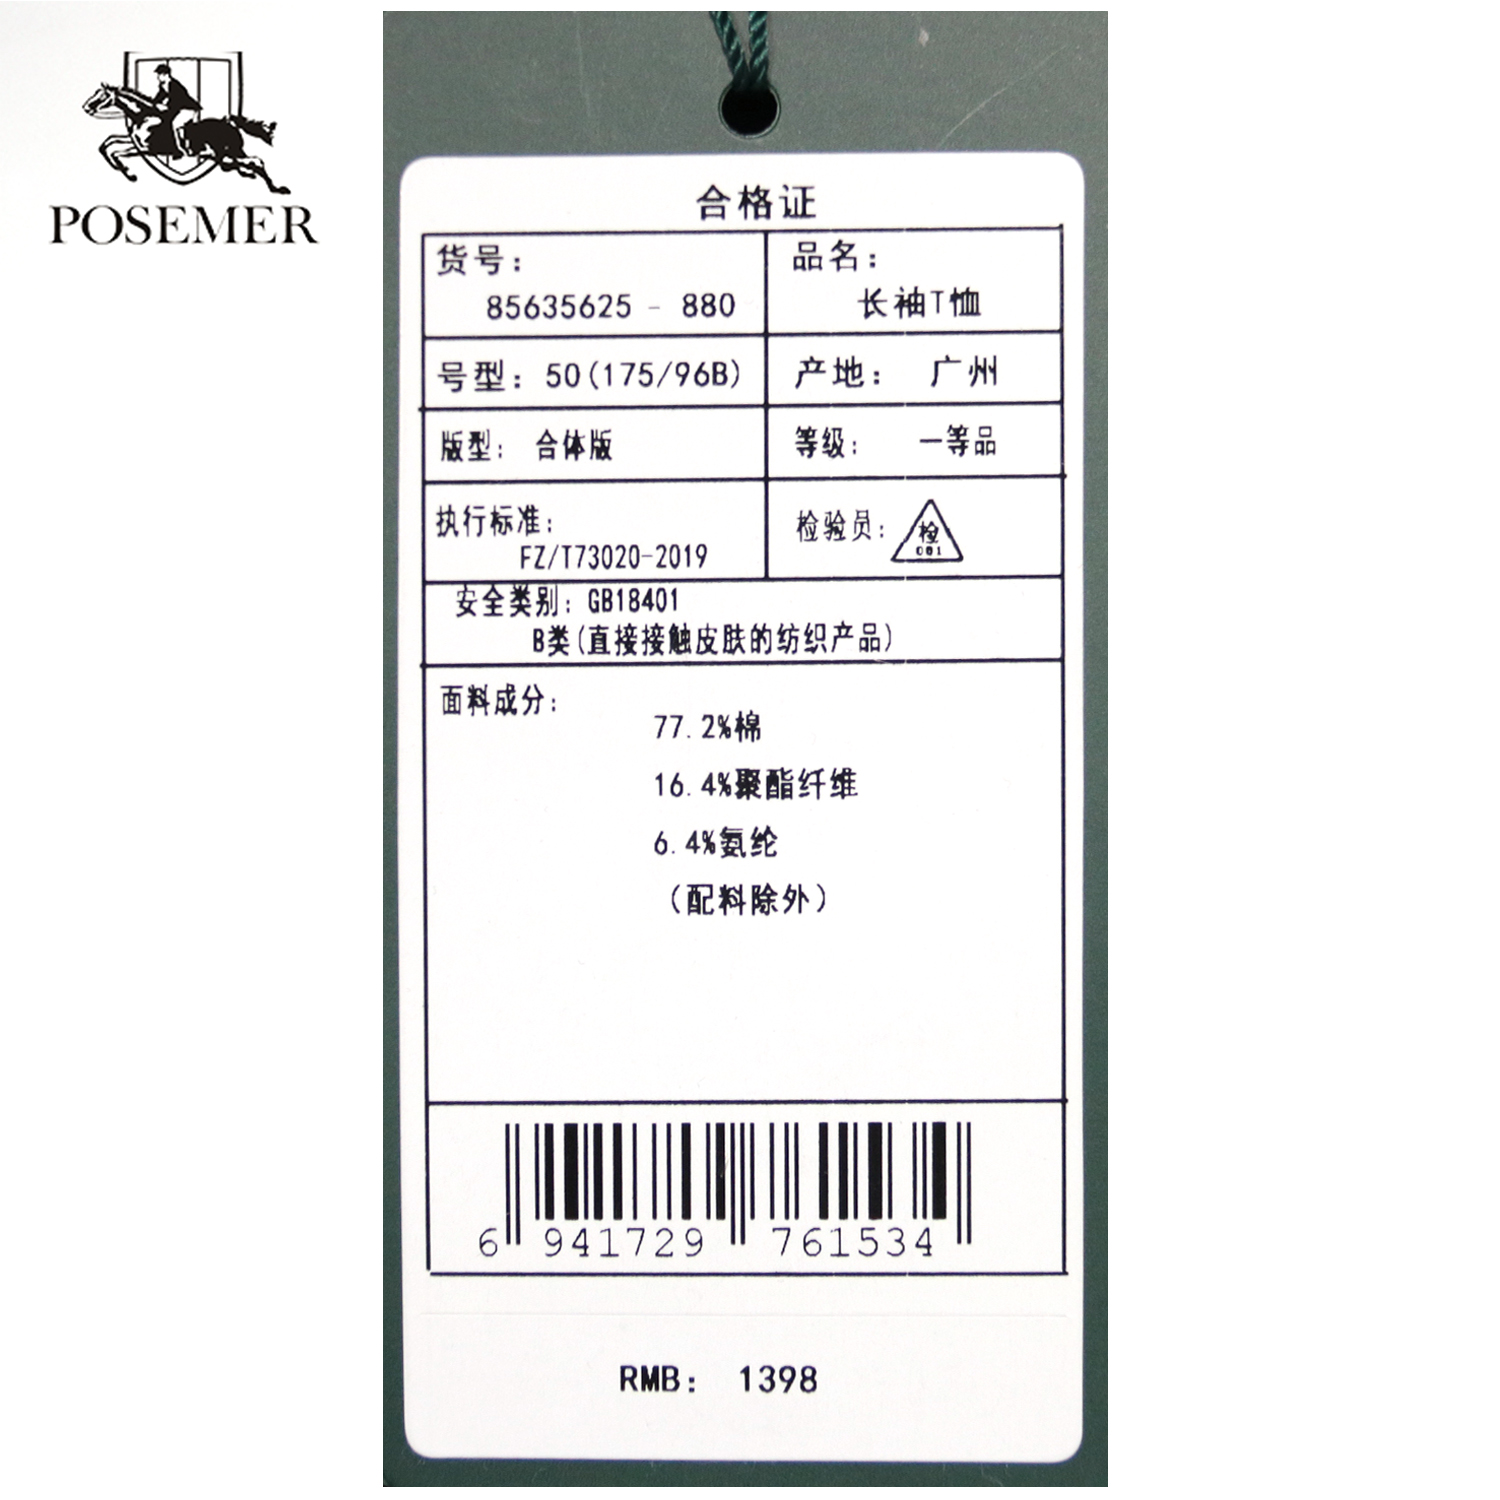 POSEMER
合格证
货号:
85635625 - 880
品名:
长袖T恤
号型: 50(175/96B)
产地: 广州
版型: 合体版
等级: 一等品
执行标准:
FZ/T73020-2019
检验员:
检
001
安全类别: GB18401
B类(直接接触皮肤的纺织产品)
面料成分:
77.2%棉
16.4%聚酯纤维
6.4%氨纶
(配料除外)
6 941729 761534
RMB: 1398